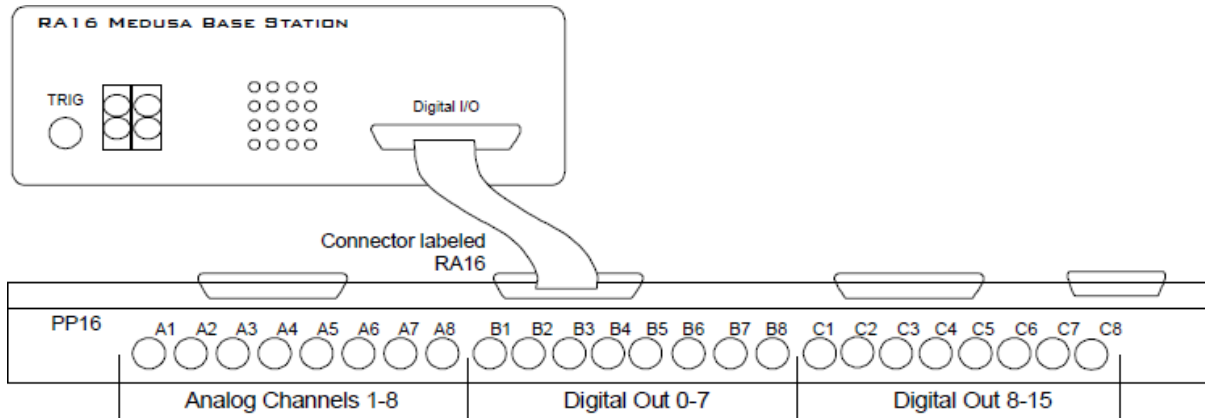 RA16 MEDUSA BASE STATION
TRIG
Digital I/O
Connector labeled
RA16
PP16
A1 A2 A3 A4 A5 A6 A7 A8 B1 B2 B3 B4 B5 B6 B7 B8 C1 C2 C3 C4 C5 C6 C7 C8
Analog Channels 1-8 Digital Out 0-7 Digital Out 8-15